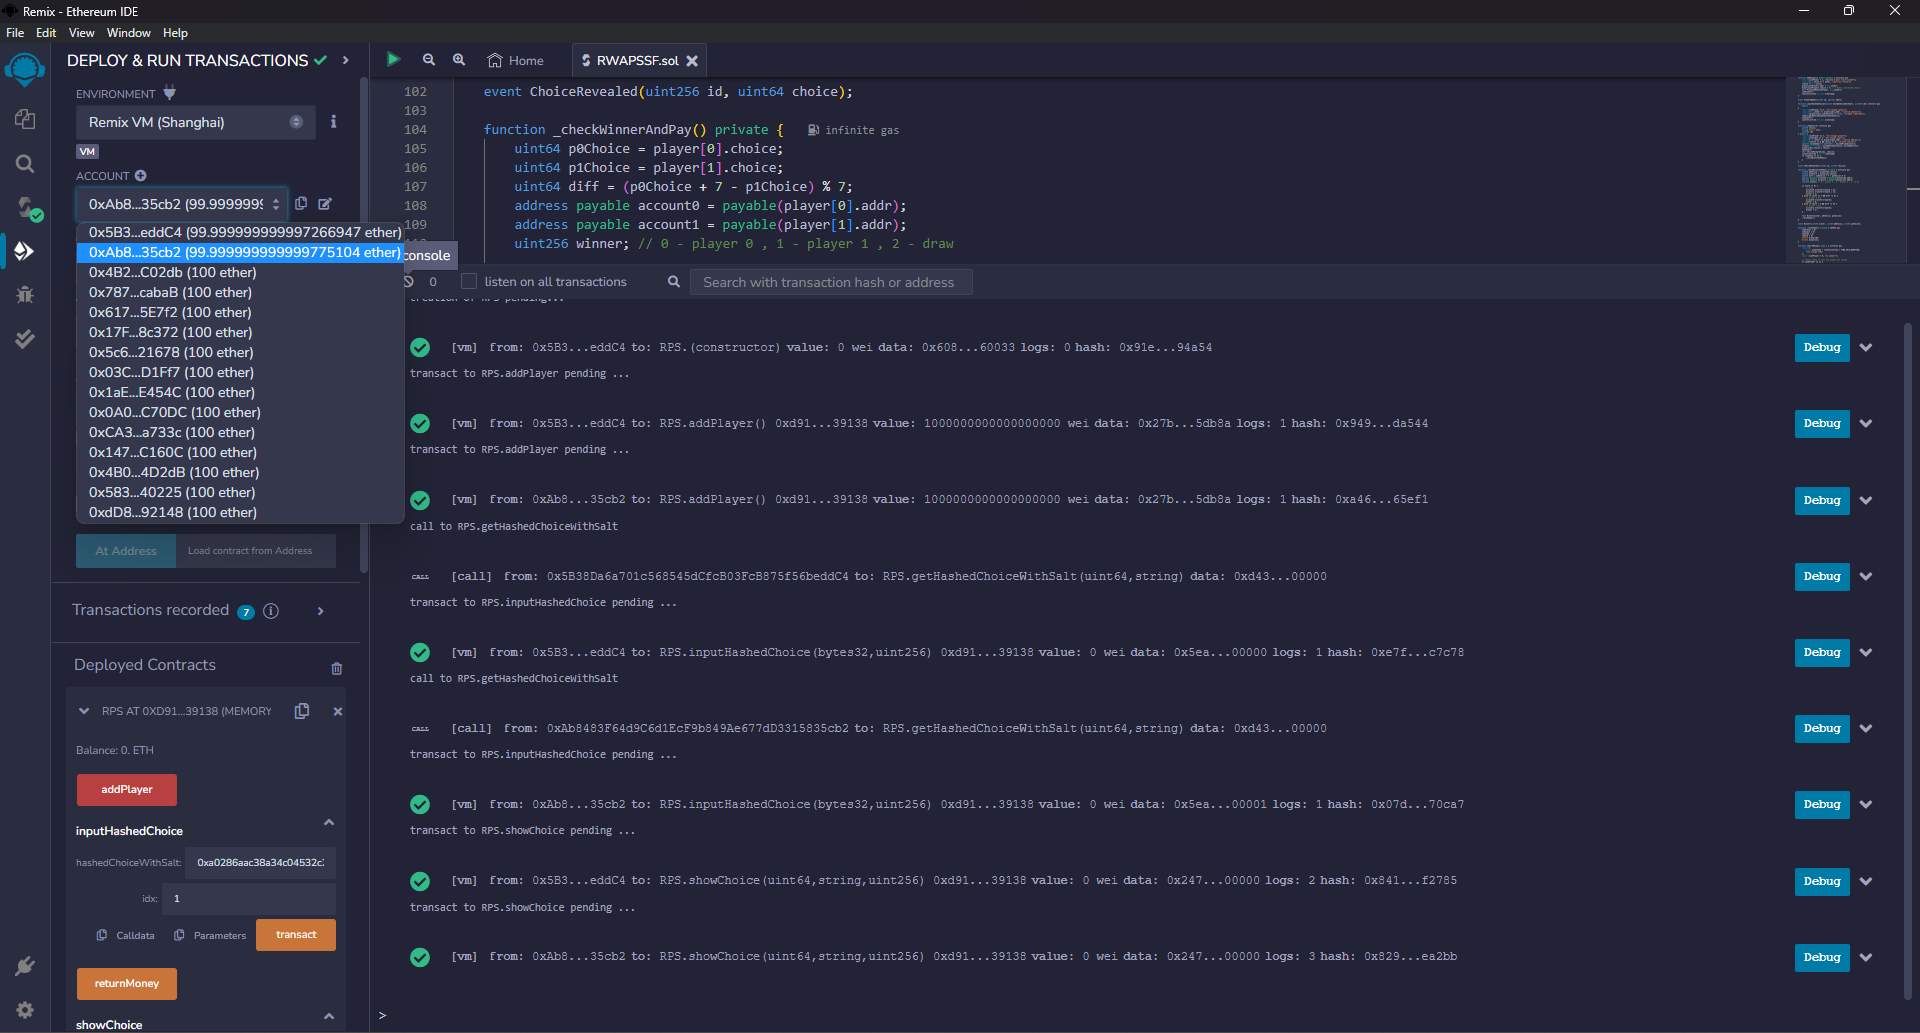 Remix - Ethereum IDE
File Edit View Window Help
DEPLOY & RUN TRANSACTIONS
ENVIRONMENT
Remix VM (Shanghai)
VM
ACCOUNT
0xAb8...35cb2 (99.9999999
0x5B3...eddC4 (99.999999999997266947 ether)
0xAb8...35cb2 (99.999999999999775104 ether)
0x4B2...C02db (100 ether)
0x787...cabaB (100 ether)
0x617...5E7f2 (100 ether)
0x17F...8c372 (100 ether)
0x5c6...21678 (100 ether)
0x03C...D1Ff7 (100 ether)
0x1aE...E454C (100 ether)
0x0A0...C70DC (100 ether)
0xCA3...a733c (100 ether)
0x147...C160C (100 ether)
0x4B0...4D2dB (100 ether)
0x583...40225 (100 ether)
0xdD8...92148 (100 ether)
At Address Load contract from Address
Transactions recorded 7
Deployed Contracts
RPS AT 0XD91...39138 (MEMORY
Balance: 0. ETH
addPlayer
inputHashedChoice
hashedChoiceWithSalt: 0xa0286aac38a34c04532c
idx: 1
Calldata Parameters transact
returnMoney
showChoice
Home RWAPSSF.sol
102 event ChoiceRevealed(uint256 id, uint64 choice);
103
104 function _checkWinnerAndPay() private { infinite gas
105 uint64 p0Choice = player[0].choice;
106 uint64 p1Choice = player[1].choice;
107 uint64 diff = (p0Choice + 7 - p1Choice) % 7;
108 address payable account0 = payable(player[0].addr);
109 address payable account1 = payable(player[1].addr);
uint256 winner; // 0 - player 0 , 1 - player 1 , 2 - draw
console
0 listen on all transactions Search with transaction hash or address
creation of RPS pending...
[vm] from: 0x5B3...eddC4 to: RPS.(constructor) value: 0 wei data: 0x608...60033 logs: 0 hash: 0x91e...94a54 Debug
transact to RPS.addPlayer pending ...
[vm] from: 0x5B3...eddC4 to: RPS.addPlayer() 0xd91...39138 value: 1000000000000000000 wei data: 0x27b...5db8a logs: 1 hash: 0x949...da544 Debug
transact to RPS.addPlayer pending ...
[vm] from: 0xAb8...35cb2 to: RPS.addPlayer() 0xd91...39138 value: 1000000000000000000 wei data: 0x27b...5db8a logs: 1 hash: 0xa46...65ef1 Debug
call to RPS.getHashedChoiceWithSalt
CALL [call] from: 0x5B38Da6a701c568545dCfcB03FcB875f56beddC4 to: RPS.getHashedChoiceWithSalt(uint64,string) data: 0xd43...00000 Debug
transact to RPS.inputHashedChoice pending ...
[vm] from: 0x5B3...eddC4 to: RPS.inputHashedChoice(bytes32,uint256) 0xd91...39138 value: 0 wei data: 0x5ea...00000 logs: 1 hash: 0xe7f...c7c78 Debug
call to RPS.getHashedChoiceWithSalt
CALL [call] from: 0xAb8483F64d9C6d1EcF9b849Ae677dD3315835cb2 to: RPS.getHashedChoiceWithSalt(uint64,string) data: 0xd43...00000 Debug
transact to RPS.inputHashedChoice pending ...
[vm] from: 0xAb8...35cb2 to: RPS.inputHashedChoice(bytes32,uint256) 0xd91...39138 value: 0 wei data: 0x5ea...00001 logs: 1 hash: 0x07d...70ca7 Debug
transact to RPS.showChoice pending ...
[vm] from: 0x5B3...eddC4 to: RPS.showChoice(uint64,string,uint256) 0xd91...39138 value: 0 wei data: 0x247...00000 logs: 2 hash: 0x841...f2785 Debug
transact to RPS.showChoice pending ...
[vm] from: 0xAb8...35cb2 to: RPS.showChoice(uint64,string,uint256) 0xd91...39138 value: 0 wei data: 0x247...00000 logs: 3 hash: 0x829...ea2bb Debug
>